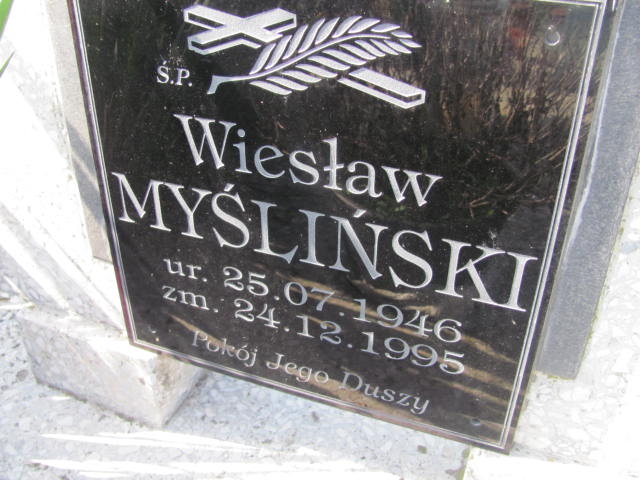 Ś.P.
Wiesław
MYŚLIŃSKI
ur. 25.07.1946
zm. 24.12.1995
Pokój Jego Duszy